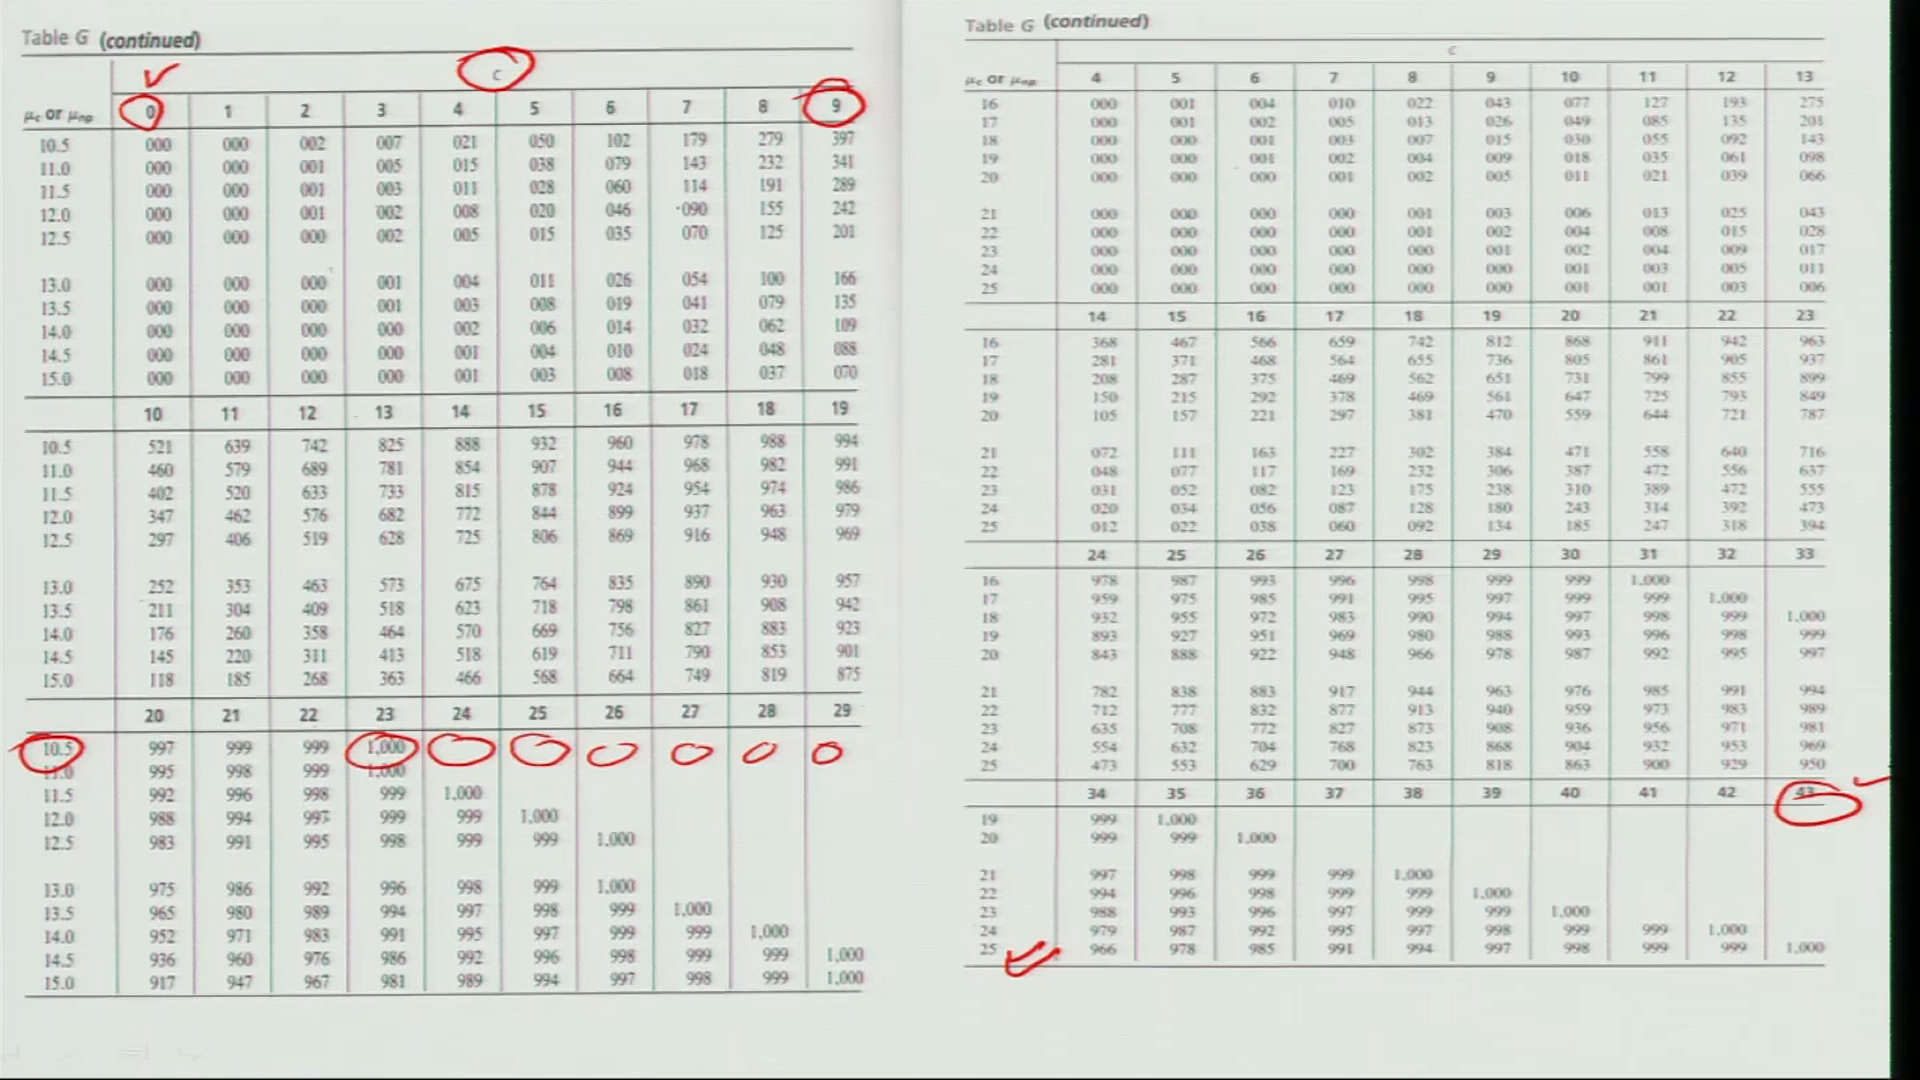 Table G (continued)
c
μc or μnp 0 1 2 3 4 5 6 7 8 9
10.5 000 000 002 007 021 050 102 179 279 397
11.0 000 000 001 005 015 038 079 143 232 341
11.5 000 000 001 003 011 028 060 114 191 289
12.0 000 000 001 002 008 020 046 090 155 242
12.5 000 000 000 002 005 015 035 070 125 201
13.0 000 000 000 001 004 011 026 054 100 166
13.5 000 000 000 001 003 008 019 041 079 135
14.0 000 000 000 000 002 006 014 032 062 109
14.5 000 000 000 000 001 004 010 024 048 088
15.0 000 000 000 000 001 003 008 018 037 070
10 11 12 13 14 15 16 17 18 19
10.5 521 639 742 825 888 932 960 978 988 994
11.0 460 579 689 781 854 907 944 968 982 991
11.5 402 520 633 733 815 878 924 954 974 986
12.0 347 462 576 682 772 844 899 937 963 979
12.5 297 406 519 628 725 806 869 916 948 969
13.0 252 353 463 573 675 764 835 890 930 957
13.5 211 304 409 518 623 718 798 861 908 942
14.0 176 260 358 464 570 669 756 827 883 923
14.5 145 220 311 413 518 619 711 790 853 901
15.0 118 185 268 363 466 568 664 749 819 875
20 21 22 23 24 25 26 27 28 29
10.5 997 999 999 1,000
11.0 995 998 999 1,000
11.5 992 996 998 999 1,000
12.0 988 994 997 999 999 1,000
12.5 983 991 995 998 999 999 1,000
13.0 975 986 992 996 998 999 1,000
13.5 965 980 989 994 997 998 999 1,000
14.0 952 971 983 991 995 997 999 999 1,000
14.5 936 960 976 986 992 996 998 999 999 1,000
15.0 917 947 967 981 989 994 997 998 999 1,000
Table G (continued)
c
μc or μnp 4 5 6 7 8 9 10 11 12 13
16 000 001 004 010 022 043 077 127 193 275
17 000 001 002 005 013 026 049 085 135 201
18 000 000 001 003 007 015 030 055 092 143
19 000 000 001 002 004 009 018 035 061 098
20 000 000 000 001 002 005 011 021 039 066
21 000 000 000 000 001 003 006 013 025 043
22 000 000 000 000 001 002 004 008 015 028
23 000 000 000 000 000 001 002 004 009 017
24 000 000 000 000 000 000 001 003 005 011
25 000 000 000 000 000 000 001 001 003 006
14 15 16 17 18 19 20 21 22 23
16 368 467 566 659 742 812 868 911 942 963
17 281 371 468 564 655 736 805 861 905 937
18 208 287 375 469 562 651 731 799 855 899
19 150 215 292 378 469 561 647 725 793 849
20 105 157 221 297 381 470 559 644 721 787
21 072 111 163 227 302 384 471 558 640 716
22 048 077 117 169 232 306 387 472 556 637
23 031 052 082 123 175 238 310 389 472 555
24 020 034 056 087 128 180 243 314 392 473
25 012 022 038 060 092 134 185 247 318 394
24 25 26 27 28 29 30 31 32 33
16 978 987 993 996 998 999 999 1,000
17 959 975 985 991 995 997 999 999 1,000
18 932 955 972 983 990 994 997 998 999 1,000
19 893 927 951 969 980 988 993 996 998 999
20 843 888 922 948 966 978 987 992 995 997
21 782 838 883 917 944 963 976 985 991 994
22 712 777 832 877 913 940 959 973 983 989
23 635 708 772 827 873 908 936 956 971 981
24 554 632 704 768 823 868 904 932 953 969
25 473 553 629 700 763 818 863 900 929 950
34 35 36 37 38 39 40 41 42 43
19 999 1,000
20 999 999 1,000
21 997 998 999 999 1,000
22 994 996 998 999 999 1,000
23 988 993 996 997 999 999 1,000
24 979 987 992 995 997 998 999 999 1,000
25 966 978 985 991 994 997 998 999 999 1,000